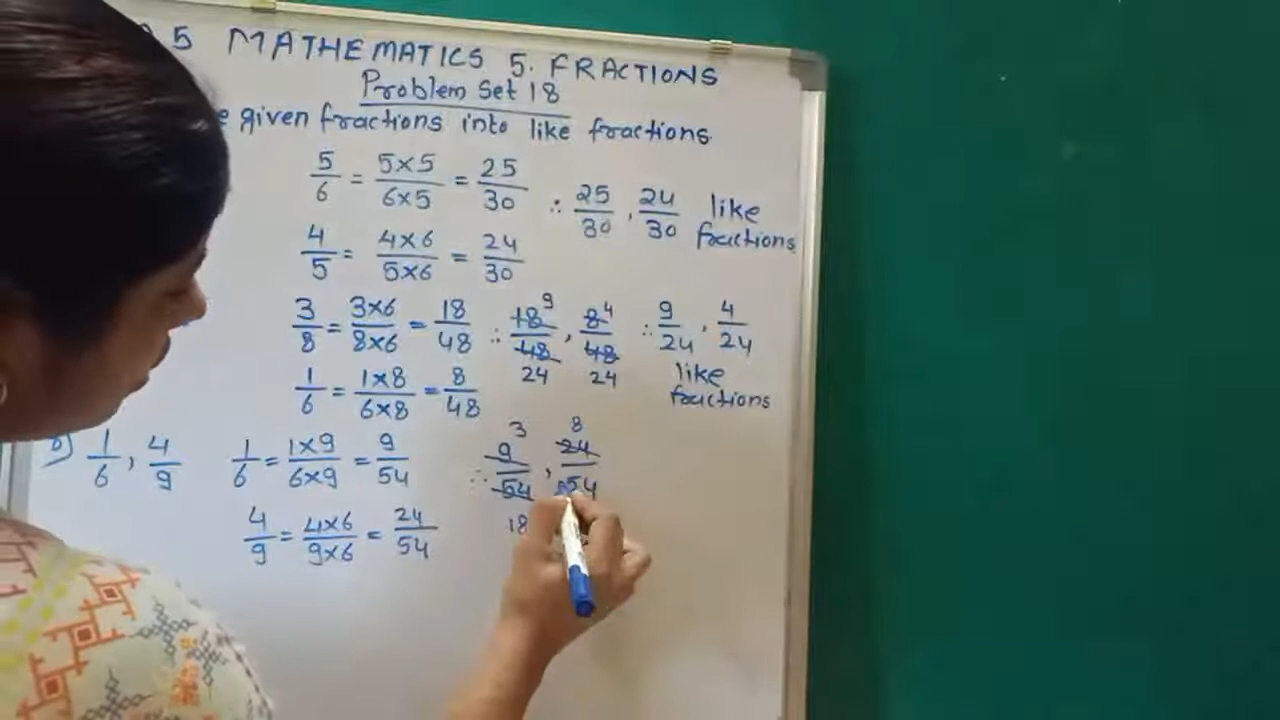 5 MATHEMATICS 5. FRACTIONS
Problem Set 18
given fractions into like fractions.
5/6 = 5×5/6×5 = 25/30 ∴ 25/30, 24/30 like fractions
4/5 = 4×6/5×6 = 24/30
3/8 = 3×6/8×6 = 18/48 ∴ 18/48, 8/48 9 4 24 24 ∴ 9/24, 4/24 like fractions
1/6 = 1×8/6×8 = 8/48
8) 1/6, 4/9 1/6 = 1×9/6×9 = 9/54 ∴ 9/54, 24/54 3 8 18
4/9 = 4×6/9×6 = 24/54